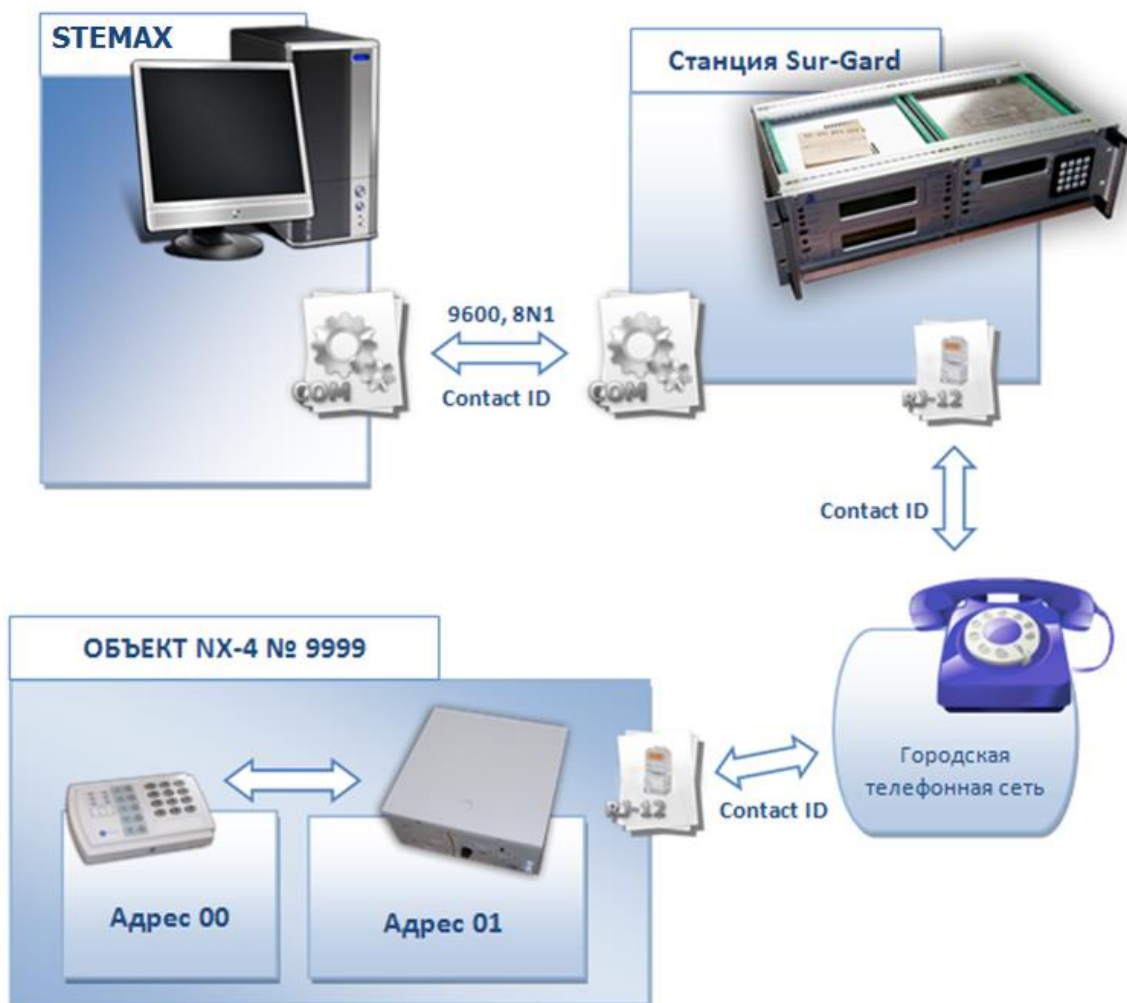 STEMAX
Станция Sur-Gard
9600, 8N1
COM
COM
Contact ID
RJ-12
Contact ID
ОБЪЕКТ NX-4 № 9999
Городская
телефонная сеть
RJ-12
Contact ID
Адрес 00
Адрес 01